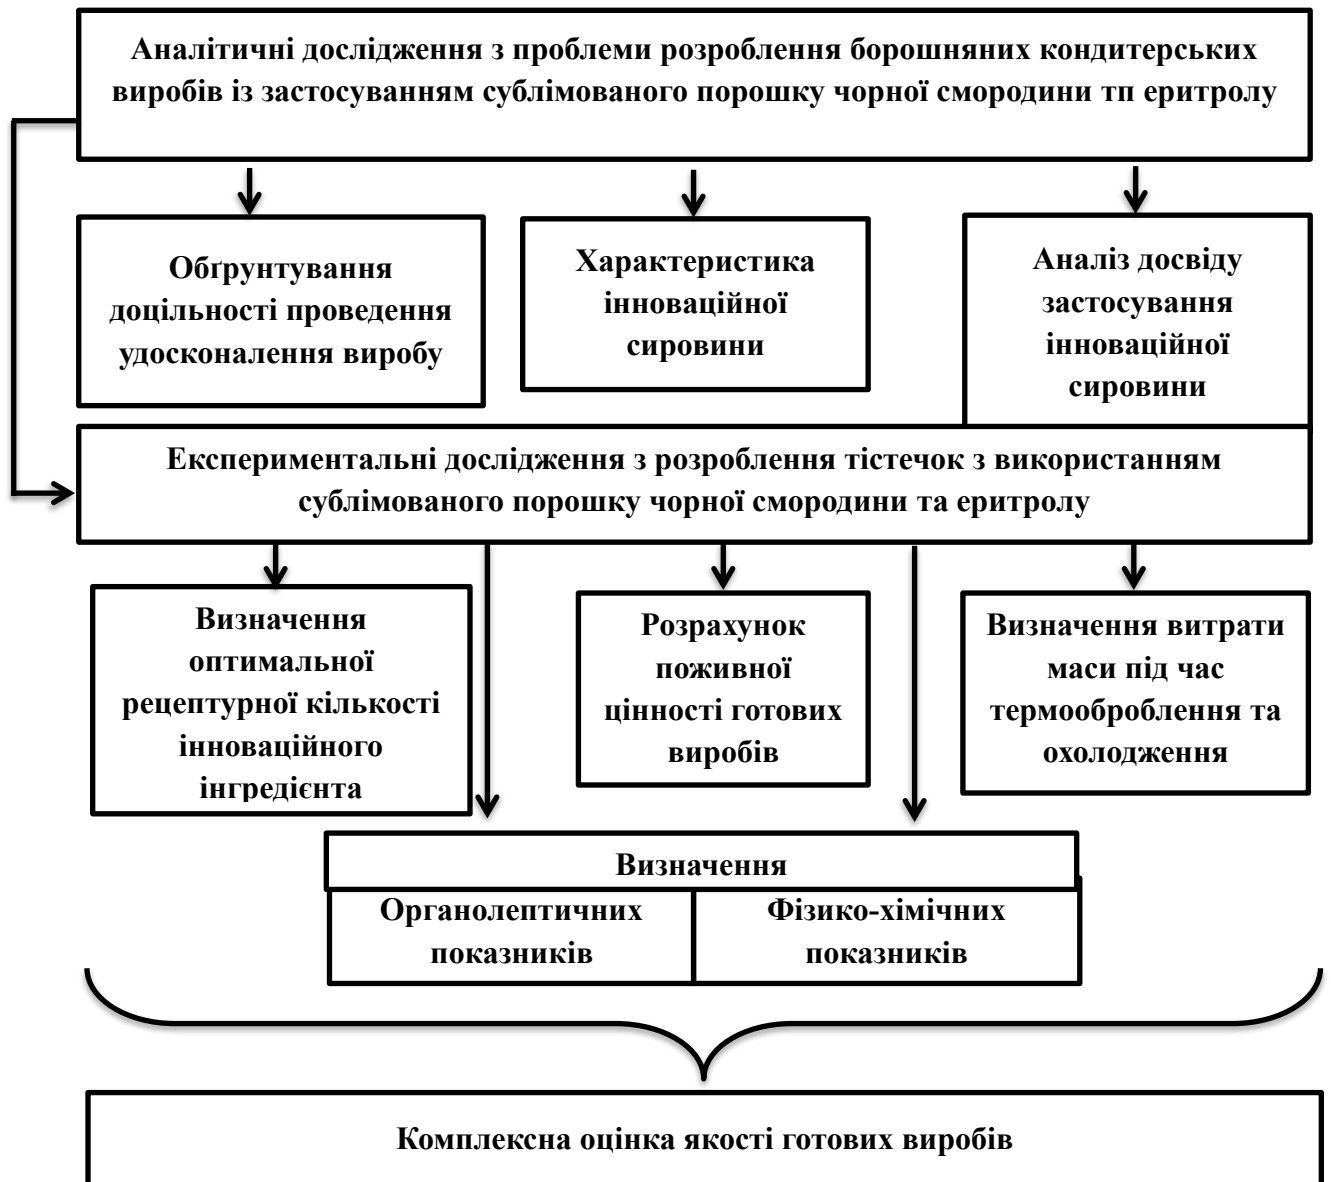 Аналітичні дослідження з проблеми розроблення борошняних кондитерських
виробів із застосуванням сублімованого порошку чорної смородини тп еритролу
Обґрунтування
доцільності проведення
удосконалення виробу
Характеристика
інноваційної
сировини
Аналіз досвіду
застосування
інноваційної
сировини
Експериментальні дослідження з розроблення тістечок з використанням
сублімованого порошку чорної смородини та еритролу
Визначення
оптимальної
рецептурної кількості
інноваційного
інгредієнта
Розрахунок
поживної
цінності готових
виробів
Визначення витрати
маси під час
термооброблення та
охолодження
Визначення
Органолептичних
показників
Фізико-хімічних
показників
Комплексна оцінка якості готових виробів